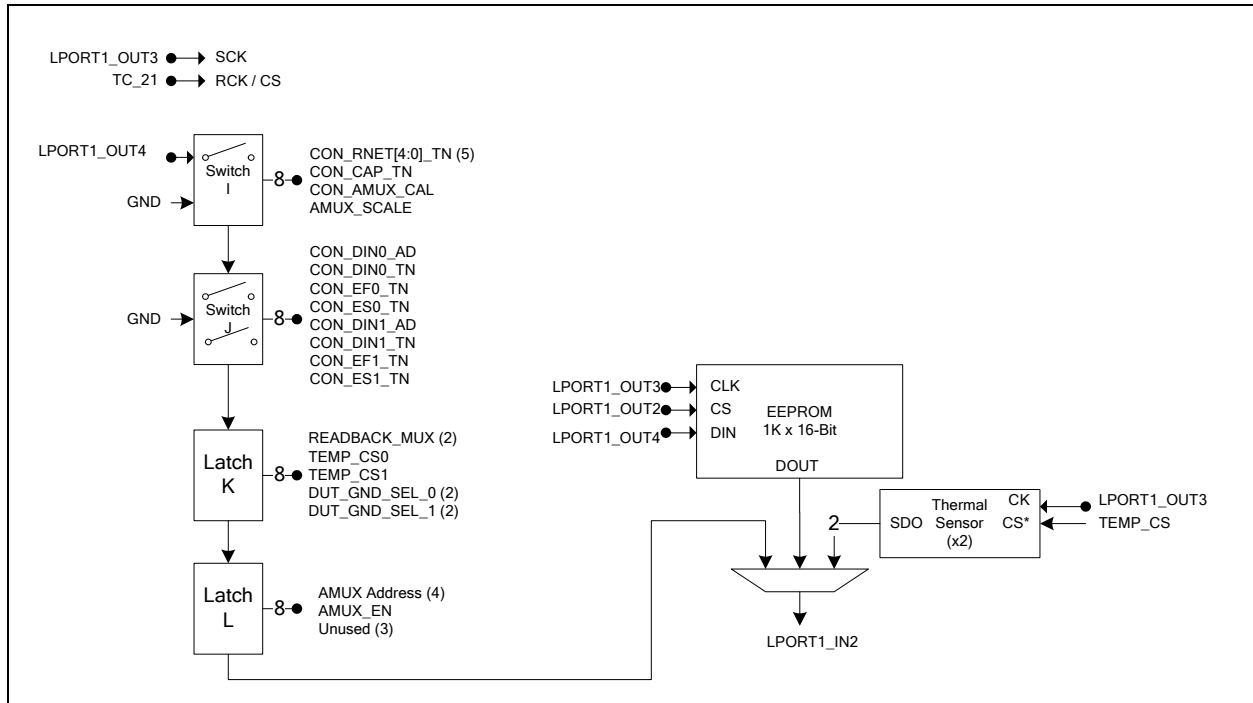 LPORT1_OUT3 SCK
TC_21 RCK / CS
LPORT1_OUT4
Switch
I
GND
8
CON_RNET[4:0]_TN (5)
CON_CAP_TN
CON_AMUX_CAL
AMUX_SCALE
GND
Switch
J
8
CON_DIN0_AD
CON_DIN0_TN
CON_EF0_TN
CON_ES0_TN
CON_DIN1_AD
CON_DIN1_TN
CON_EF1_TN
CON_ES1_TN
Latch
K
8
READBACK_MUX (2)
TEMP_CS0
TEMP_CS1
DUT_GND_SEL_0 (2)
DUT_GND_SEL_1 (2)
Latch
L
8
AMUX Address (4)
AMUX_EN
Unused (3)
LPORT1_OUT3 CLK
LPORT1_OUT2 CS
LPORT1_OUT4 DIN
EEPROM
1K x 16-Bit
DOUT
2
SDO
Thermal
Sensor
(x2)
CK LPORT1_OUT3
CS* TEMP_CS
LPORT1_IN2